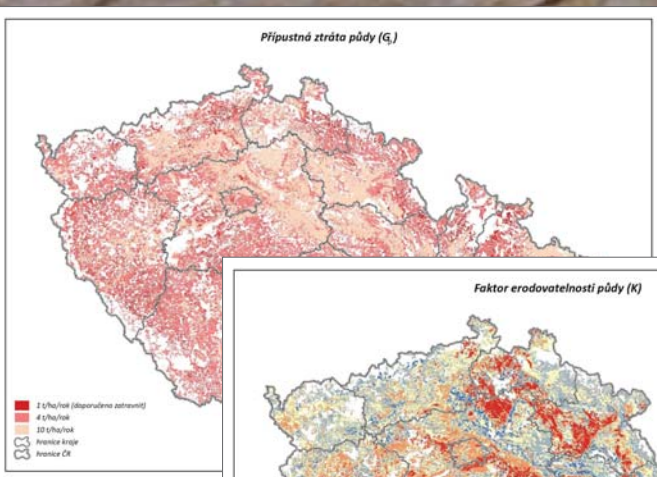 Přípustná ztráta půdy (Gp)
1 t/ha/rok (doporučeno zatravnit)
4 t/ha/rok
10 t/ha/rok
hranice kraje
hranice ČR
Faktor erodovatelnosti půdy (K)